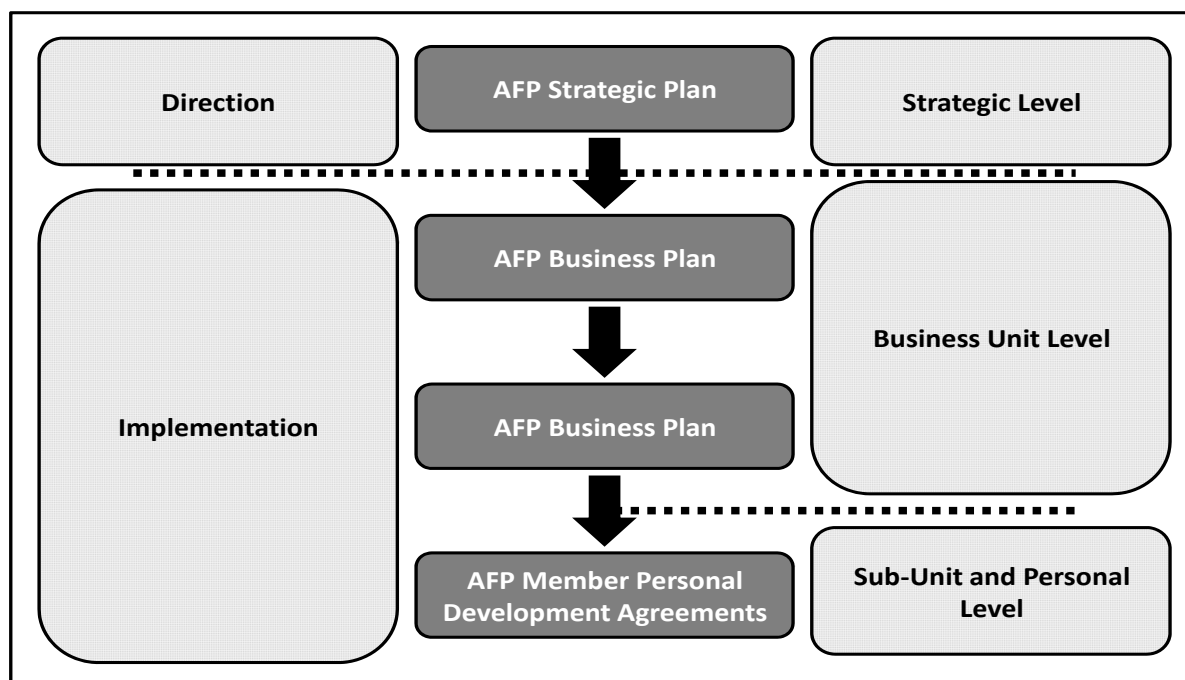 Direction
AFP Strategic Plan
Strategic Level
AFP Business Plan
Business Unit Level
Implementation
AFP Business Plan
AFP Member Personal
Development Agreements
Sub-Unit and Personal
Level